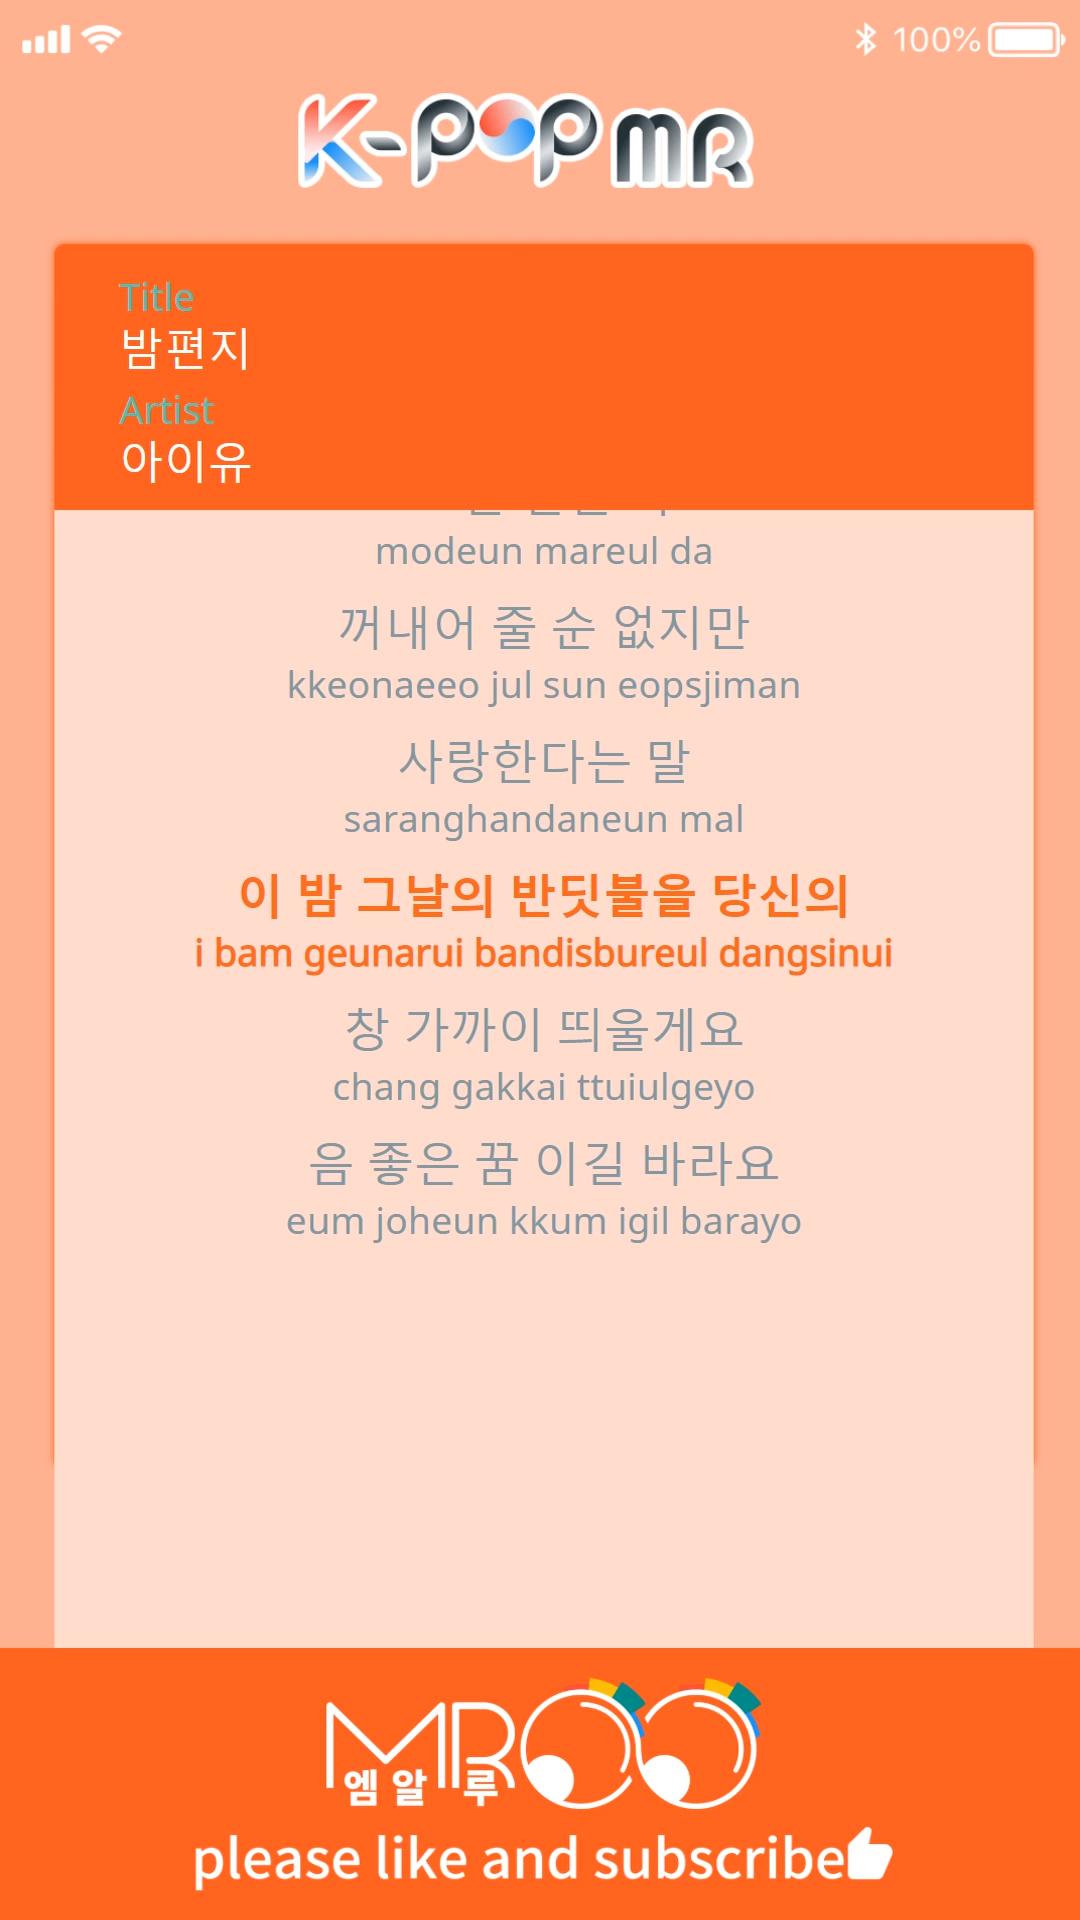 100%
K-POP MR
Title
밤편지
Artist
아이유
modeun mareul da
꺼내어 줄 순 없지만
kkeonaeeo jul sun eopsjiman
사랑한다는 말
saranghandaneun mal
이 밤 그날의 반딧불을 당신의
i bam geunarui bandisbureul dangsinui
창 가까이 띄울게요
chang gakkai ttuiulgeyo
음 좋은 꿈 이길 바라요
eum joheun kkum igil barayo
MROO
엠알루
please like and subscribe